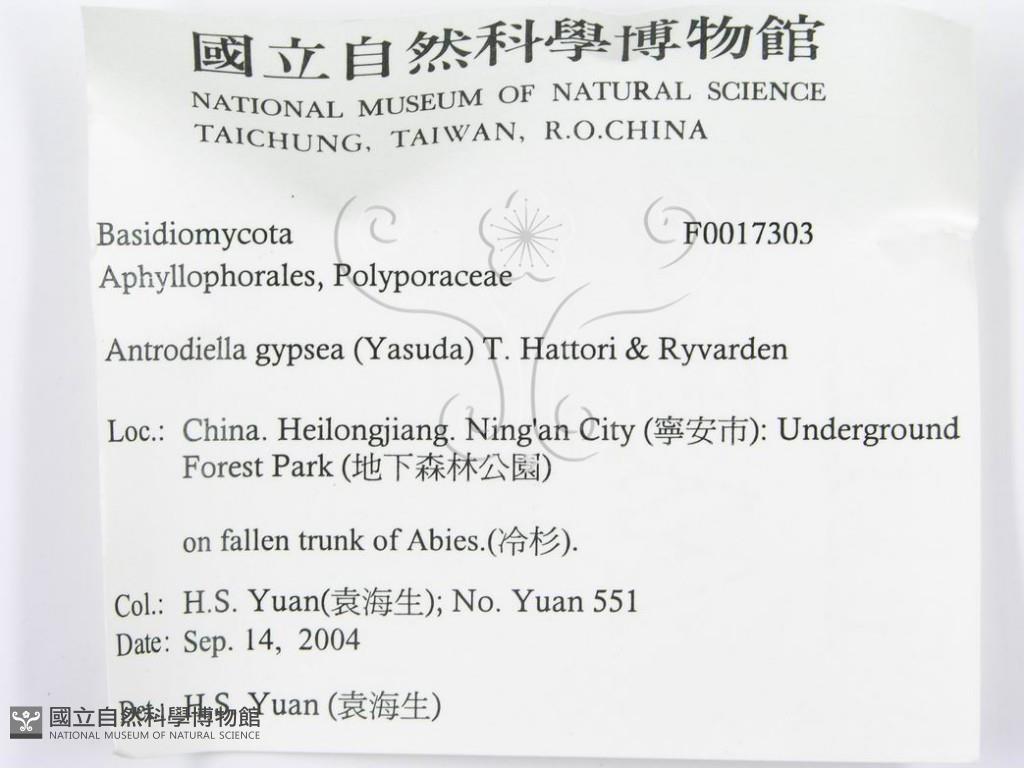 國立自然科學博物館
NATIONAL MUSEUM OF NATURAL SCIENCE
TAICHUNG, TAIWAN, R.O.CHINA
Basidiomycota F0017303
Aphyllophorales, Polyporaceae
Antrodiella gypsea (Yasuda) T. Hattori & Ryvarden
Loc.: China. Heilongjiang. Ning'an City (寧安市): Underground
Forest Park (地下森林公園)
on fallen trunk of Abies.(冷杉).
Col.: H.S. Yuan(袁海生); No. Yuan 551
Date: Sep. 14, 2004
Det.: H.S. Yuan (袁海生)
國立自然科學博物館
NATIONAL MUSEUM OF NATURAL SCIENCE